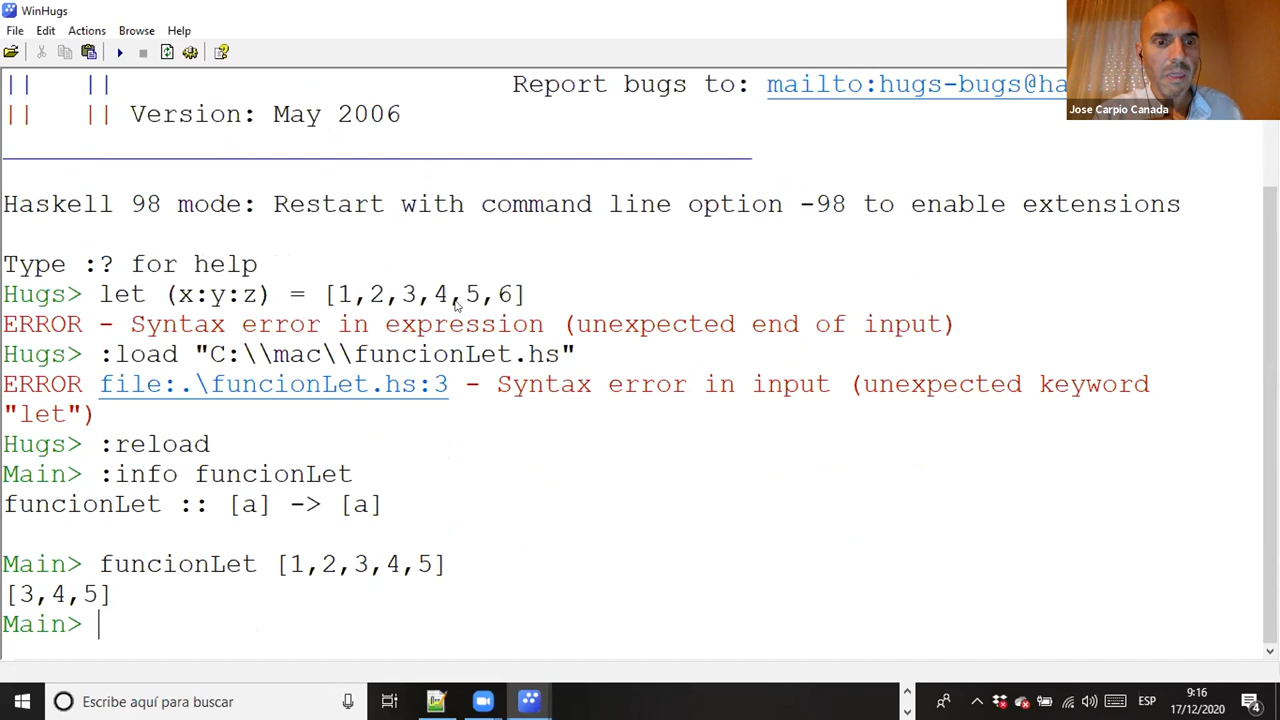 WinHugs
File Edit Actions Browse Help
|| || Report bugs to: mailto:hugs-bugs@ha
|| || Version: May 2006
Jose Carpio Canada
Haskell 98 mode: Restart with command line option -98 to enable extensions
Type :? for help
Hugs> let (x:y:z) = [1,2,3,4,5,6]
ERROR - Syntax error in expression (unexpected end of input)
Hugs> :load "C:\\mac\\funcionLet.hs"
ERROR file:.\funcionLet.hs:3 - Syntax error in input (unexpected keyword
"let")
Hugs> :reload
Main> :info funcionLet
funcionLet :: [a] -> [a]
Main> funcionLet [1,2,3,4,5]
[3,4,5]
Main>
Escribe aquí para buscar
ESP
9:16
17/12/2020
4